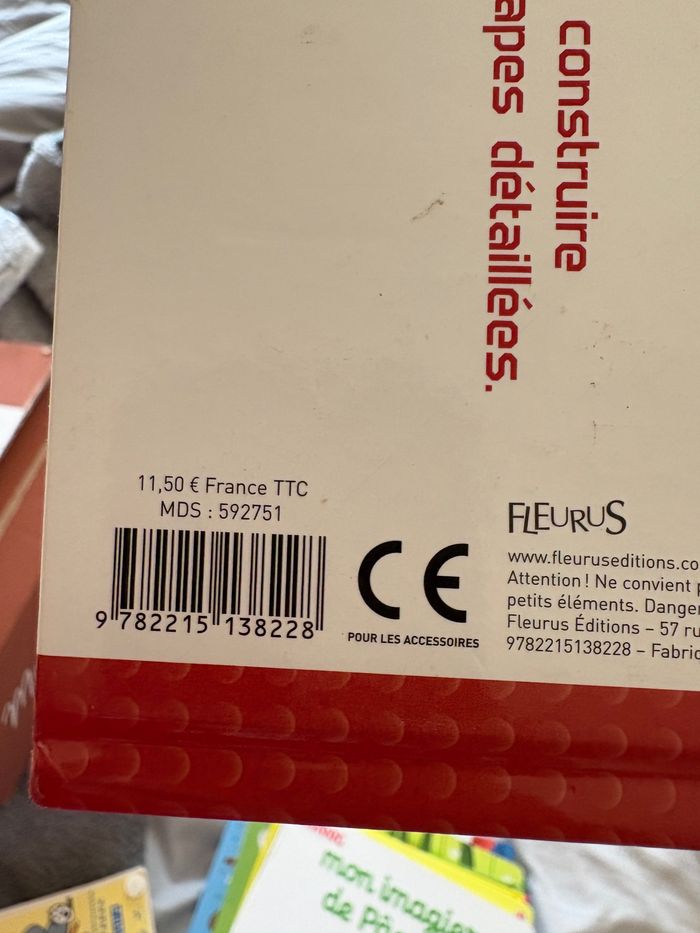 construire
apes détaillées.
11,50 € France TTC
MDS : 592751
9 782215 138228
CE
POUR LES ACCESSOIRES
FLEURUS
www.fleuruseditions.co
Attention ! Ne convient p
petits éléments. Danger
Fleurus Éditions – 57 ru
9782215138228 – Fabric
mon imagier
de pâ